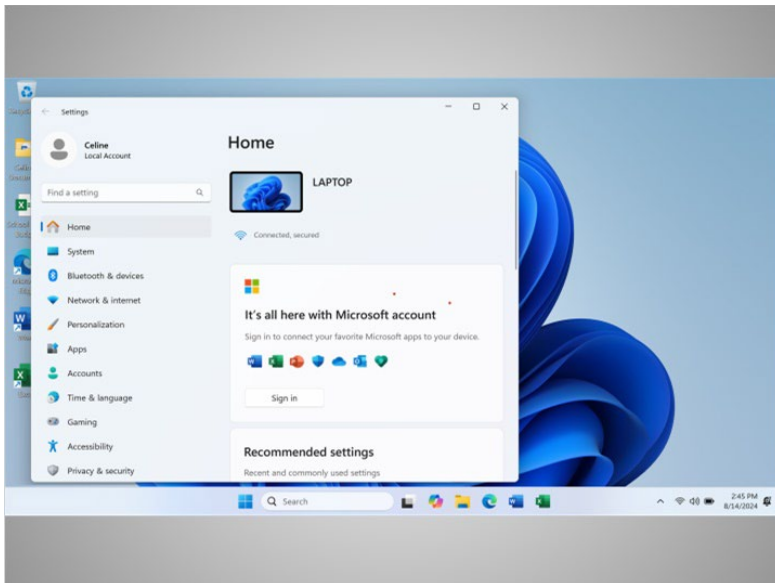 Settings
Celine
Local Account
Find a setting
Home
System
Bluetooth & devices
Network & internet
Personalization
Apps
Accounts
Time & language
Gaming
Accessibility
Privacy & security
Home
LAPTOP
Connected, secured
It's all here with Microsoft account
Sign in to connect your favorite Microsoft apps to your device.
Sign in
Recommended settings
Recent and commonly used settings
Search
2:45 PM
8/14/2024